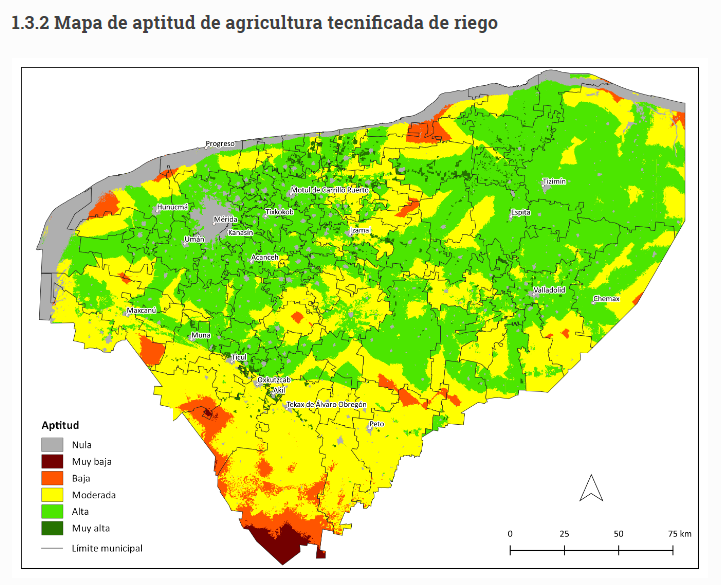 1.3.2 Mapa de aptitud de agricultura tecnificada de riego
Progreso
Motul de Carrillo Puerto
Tizimín
Hunucmá
Tixkokob
Espita
Mérida
Kanasín
Izamal
Umán
Acanceh
Valladolid
Chemax
Maxcanú
Muna
Ticul
Oxkutzcab
Akil
Tekax de Álvaro Obregón
Peto
Aptitud
Nula
Muy baja
Baja
Moderada
Alta
Muy alta
Límite municipal
0 25 50 75 km